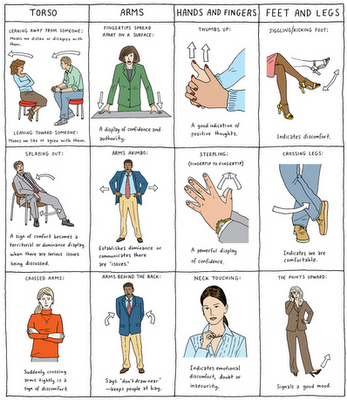 TORSO
ARMS
HANDS AND FINGERS
FEET AND LEGS
LEANING AWAY FROM SOMEONE:
Means we dislike or disagree with
them.
LEANING TOWARD SOMEONE:
Means we like or agree with them.
FINGERTIPS SPREAD
APART ON A SURFACE:
A display of confidence and
authority.
THUMBS UP:
A good indication of
positive thoughts.
JIGGLING/KICKING FOOT:
Indicates discomfort.
SPLAYING OUT:
A sign of comfort becomes a
territorial or dominance display
when there are serious issues
being discussed.
ARMS AKIMBO:
Establishes dominance or
communicates there
are "issues."
STEEPLING:
(FINGERTIP TO FINGERTIP)
A powerful display
of confidence.
CROSSING LEGS:
Indicates we are
comfortable.
CROSSED ARMS:
Suddenly crossing
arms tightly is a
sign of discomfort
ARMS BEHIND THE BACK:
Says "don't draw near"
—keeps people at bay.
NECK TOUCHING:
Indicates emotional
discomfort, doubt or
insecurity.
TOE POINTS UPWARD:
Signals a good mood.